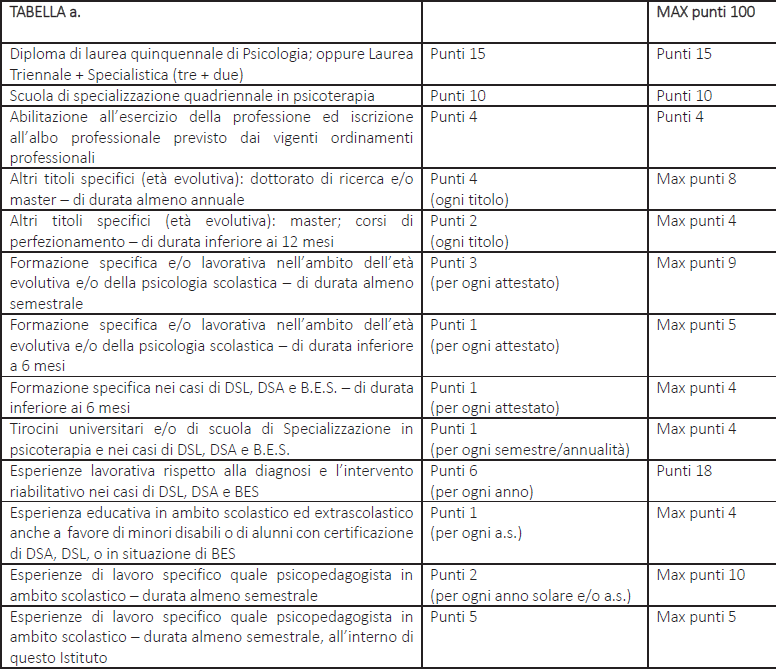 TABELLA a.
MAX punti 100
Diploma di laurea quinquennale di Psicologia; oppure Laurea
Triennale + Specialistica (tre + due)
Punti 15
Punti 15
Scuola di specializzazione quadriennale in psicoterapia
Punti 10
Punti 10
Abilitazione all’esercizio della professione ed iscrizione
all’albo professionale previsto dai vigenti ordinamenti
professionali
Punti 4
Punti 4
Altri titoli specifici (età evolutiva): dottorato di ricerca e/o
master – di durata almeno annuale
Punti 4
(ogni titolo)
Max punti 8
Altri titoli specifici (età evolutiva): master; corsi di
perfezionamento – di durata inferiore ai 12 mesi
Punti 2
(ogni titolo)
Max punti 4
Formazione specifica e/o lavorativa nell’ambito dell’età
evolutiva e/o della psicologia scolastica – di durata almeno
semestrale
Punti 3
(per ogni attestato)
Max punti 9
Formazione specifica e/o lavorativa nell’ambito dell’età
evolutiva e/o della psicologia scolastica – di durata inferiore
a 6 mesi
Punti 1
(per ogni attestato)
Max punti 5
Formazione specifica nei casi di DSL, DSA e B.E.S. – di durata
inferiore ai 6 mesi
Punti 1
(per ogni attestato)
Max punti 4
Tirocini universitari e/o di scuola di Specializzazione in
psicoterapia e nei casi di DSL, DSA e B.E.S.
Punti 1
(per ogni semestre/annualità)
Max punti 4
Esperienze lavorativa rispetto alla diagnosi e l’intervento
riabilitativo nei casi di DSL, DSA e BES
Punti 6
(per ogni anno)
Punti 18
Esperienza educativa in ambito scolastico ed extrascolastico
anche a favore di minori disabili o di alunni con certificazione
di DSA, DSL, o in situazione di BES
Punti 1
(per ogni a.s.)
Max punti 4
Esperienze di lavoro specifico quale psicopedagogista in
ambito scolastico – durata almeno semestrale
Punti 2
(per ogni anno solare e/o a.s.)
Max punti 10
Esperienze di lavoro specifico quale psicopedagogista in
ambito scolastico – durata almeno semestrale, all’interno di
questo Istituto
Punti 5
Max punti 5